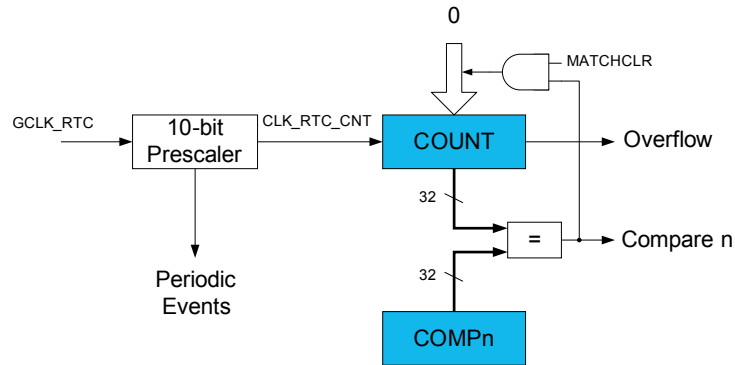 0
MATCHCLR
GCLK_RTC
10-bit
Prescaler
CLK_RTC_CNT
COUNT
Overflow
32
=
Compare n
32
Periodic
Events
COMPn